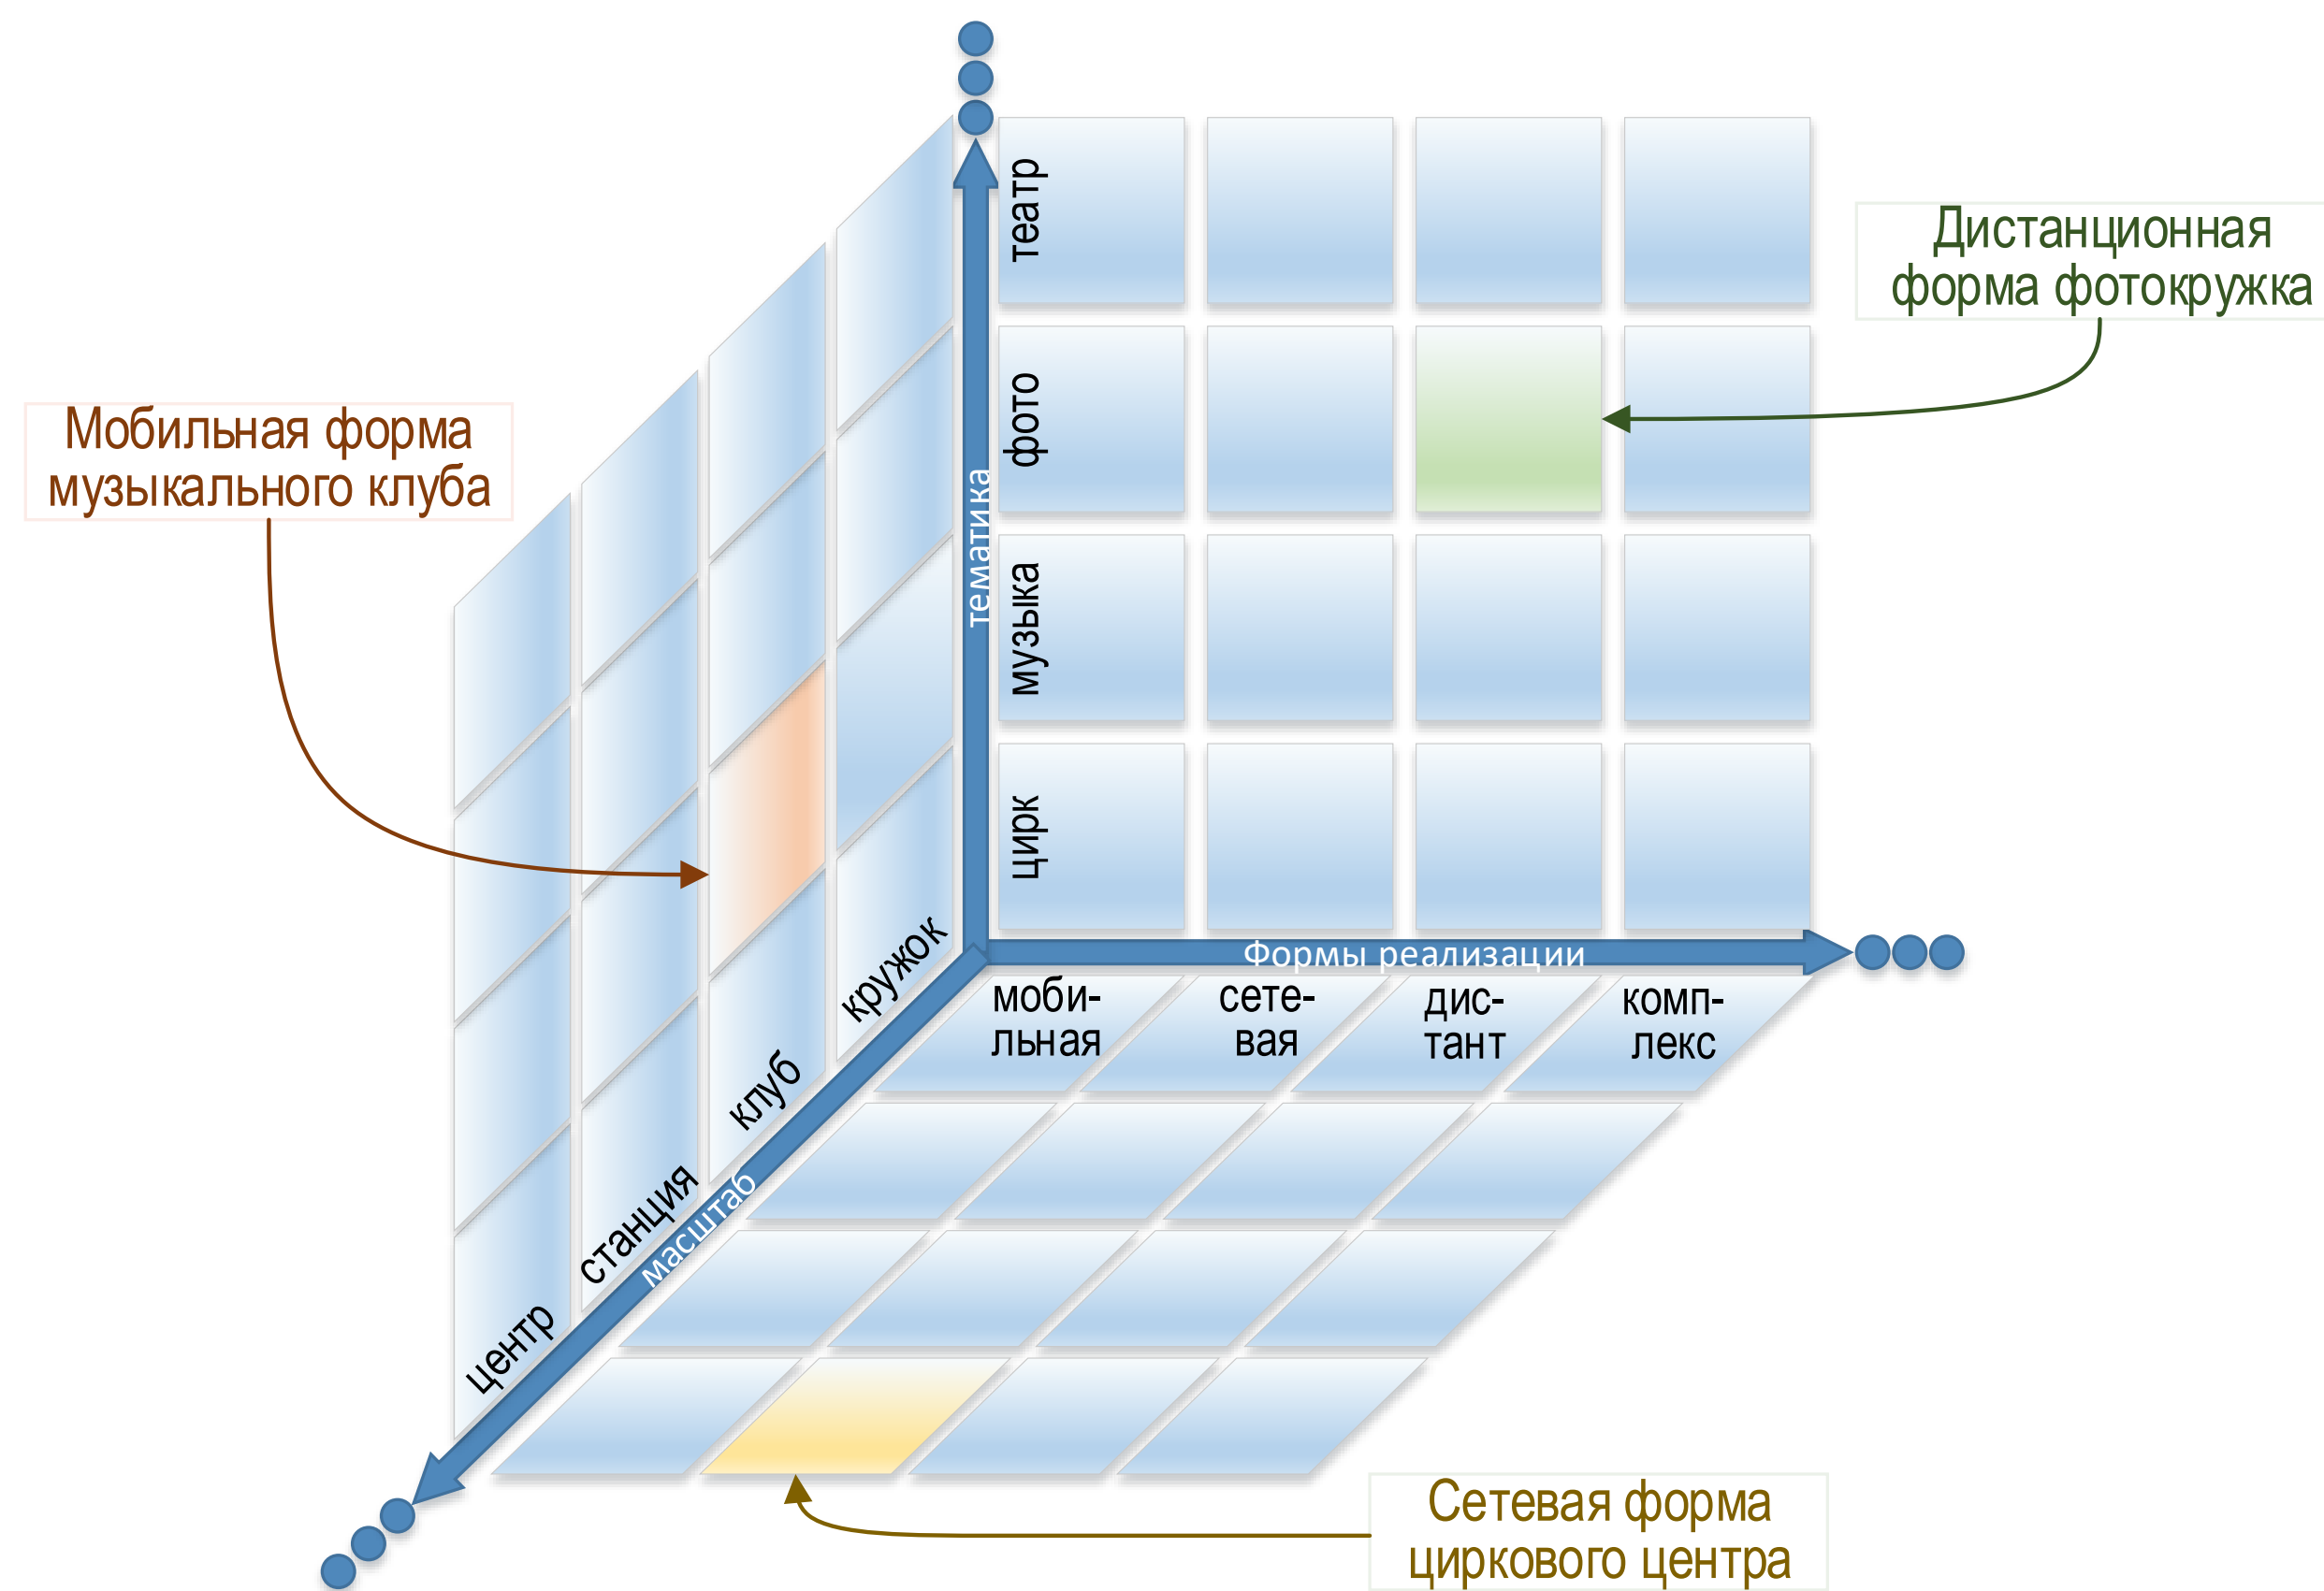 театр
Дистанционная
форма фотокружка
фото
Мобильная форма
музыкального клуба
тематика
музыка
цирк
кружок
Формы реализации
моби-
льная
сете-
вая
дис-
тант
комп-
лекс
клуб
станция
масштаб
центр
Сетевая форма
циркового центра